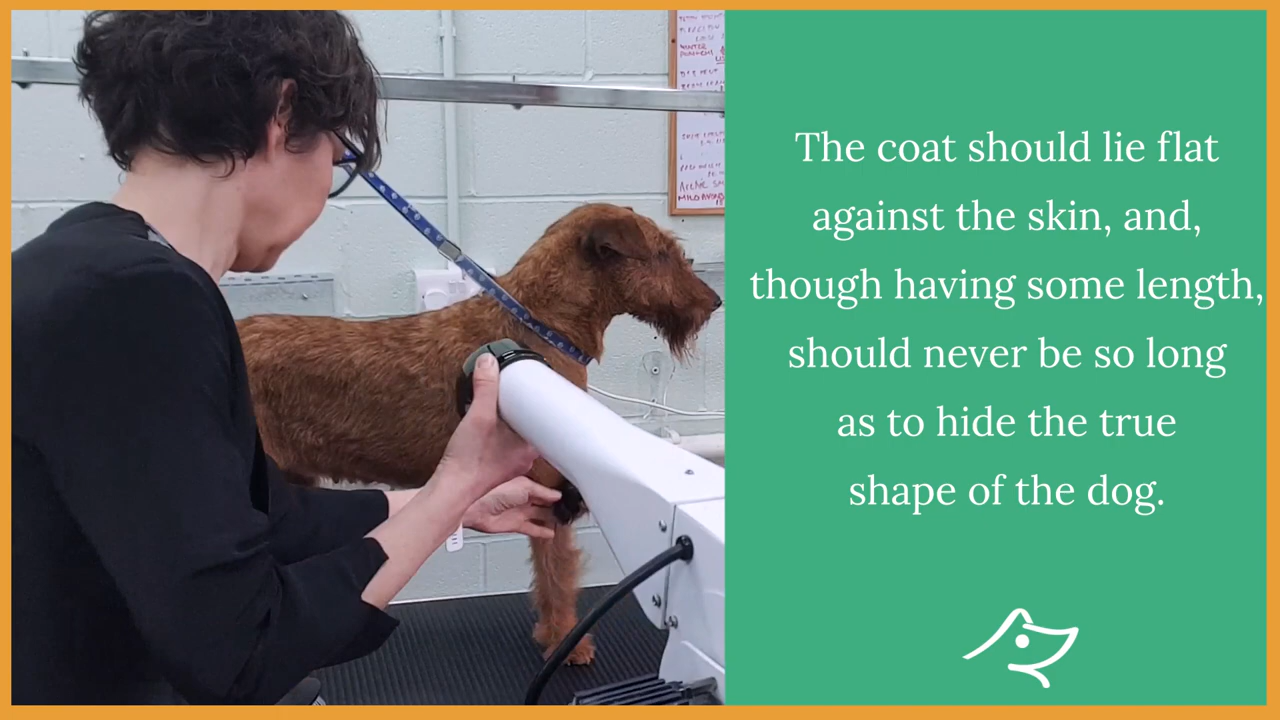 The coat should lie flat
against the skin, and,
though having some length,
should never be so long
as to hide the true
shape of the dog.